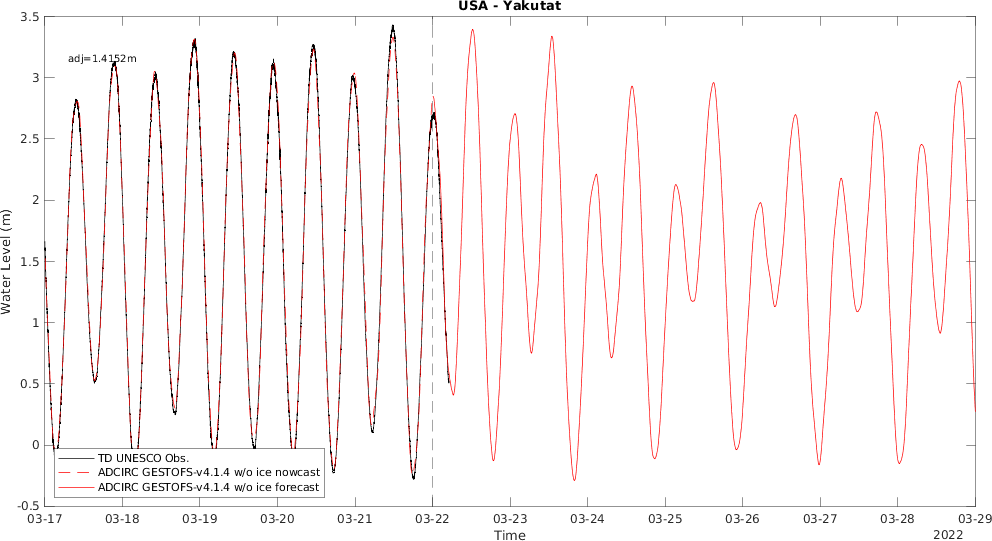 USA - Yakutat
adj=1.4152m
Water Level (m)
3.5
3
2.5
2
1.5
1
0.5
0
-0.5
TD UNESCO Obs.
ADCIRC GESTOFS-v4.1.4 w/o ice nowcast
ADCIRC GESTOFS-v4.1.4 w/o ice forecast
03-17 03-18 03-19 03-20 03-21 03-22 03-23 03-24 03-25 03-26 03-27 03-28 03-29
Time
2022